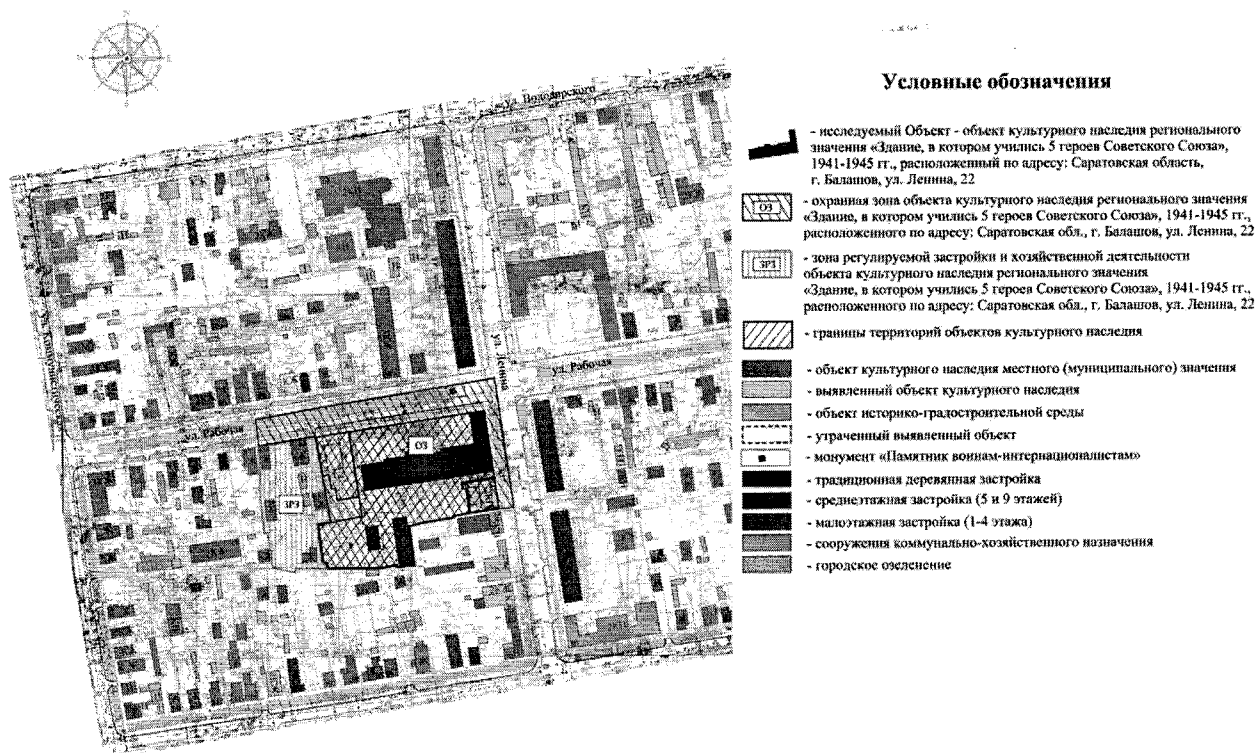 N
E
S
ул. Володарского
ул. Ленина
ул. Рабочая
ул. Рабочая
ОЗ
ЗРЗ
Условные обозначения
- исследуемый Объект - объект культурного наследия регионального
значения «Здание, в котором учились 5 героев Советского Союза»,
1941-1945 гг., расположенный по адресу: Саратовская область,
г. Балашов, ул. Ленина, 22
ОЗ
- охранная зона объекта культурного наследия регионального значения
«Здание, в котором учились 5 героев Советского Союза», 1941-1945 гг.,
расположенного по адресу: Саратовская обл., г. Балашов, ул. Ленина, 22
ЗРЗ
- зона регулируемой застройки и хозяйственной деятельности
объекта культурного наследия регионального значения
«Здание, в котором учились 5 героев Советского Союза», 1941-1945 гг.,
расположенного по адресу: Саратовская обл., г. Балашов, ул. Ленина, 22
- границы территорий объектов культурного наследия
- объект культурного наследия местного (муниципального) значения
- выявленный объект культурного наследия
- объект историко-градостроительной среды
- утраченный выявленный объект
- монумент «Памятник воинам-интернационалистам»
- традиционная деревянная застройка
- среднеэтажная застройка (5 и 9 этажей)
- малоэтажная застройка (1-4 этажа)
- сооружения коммунально-хозяйственного назначения
- городское озеленение